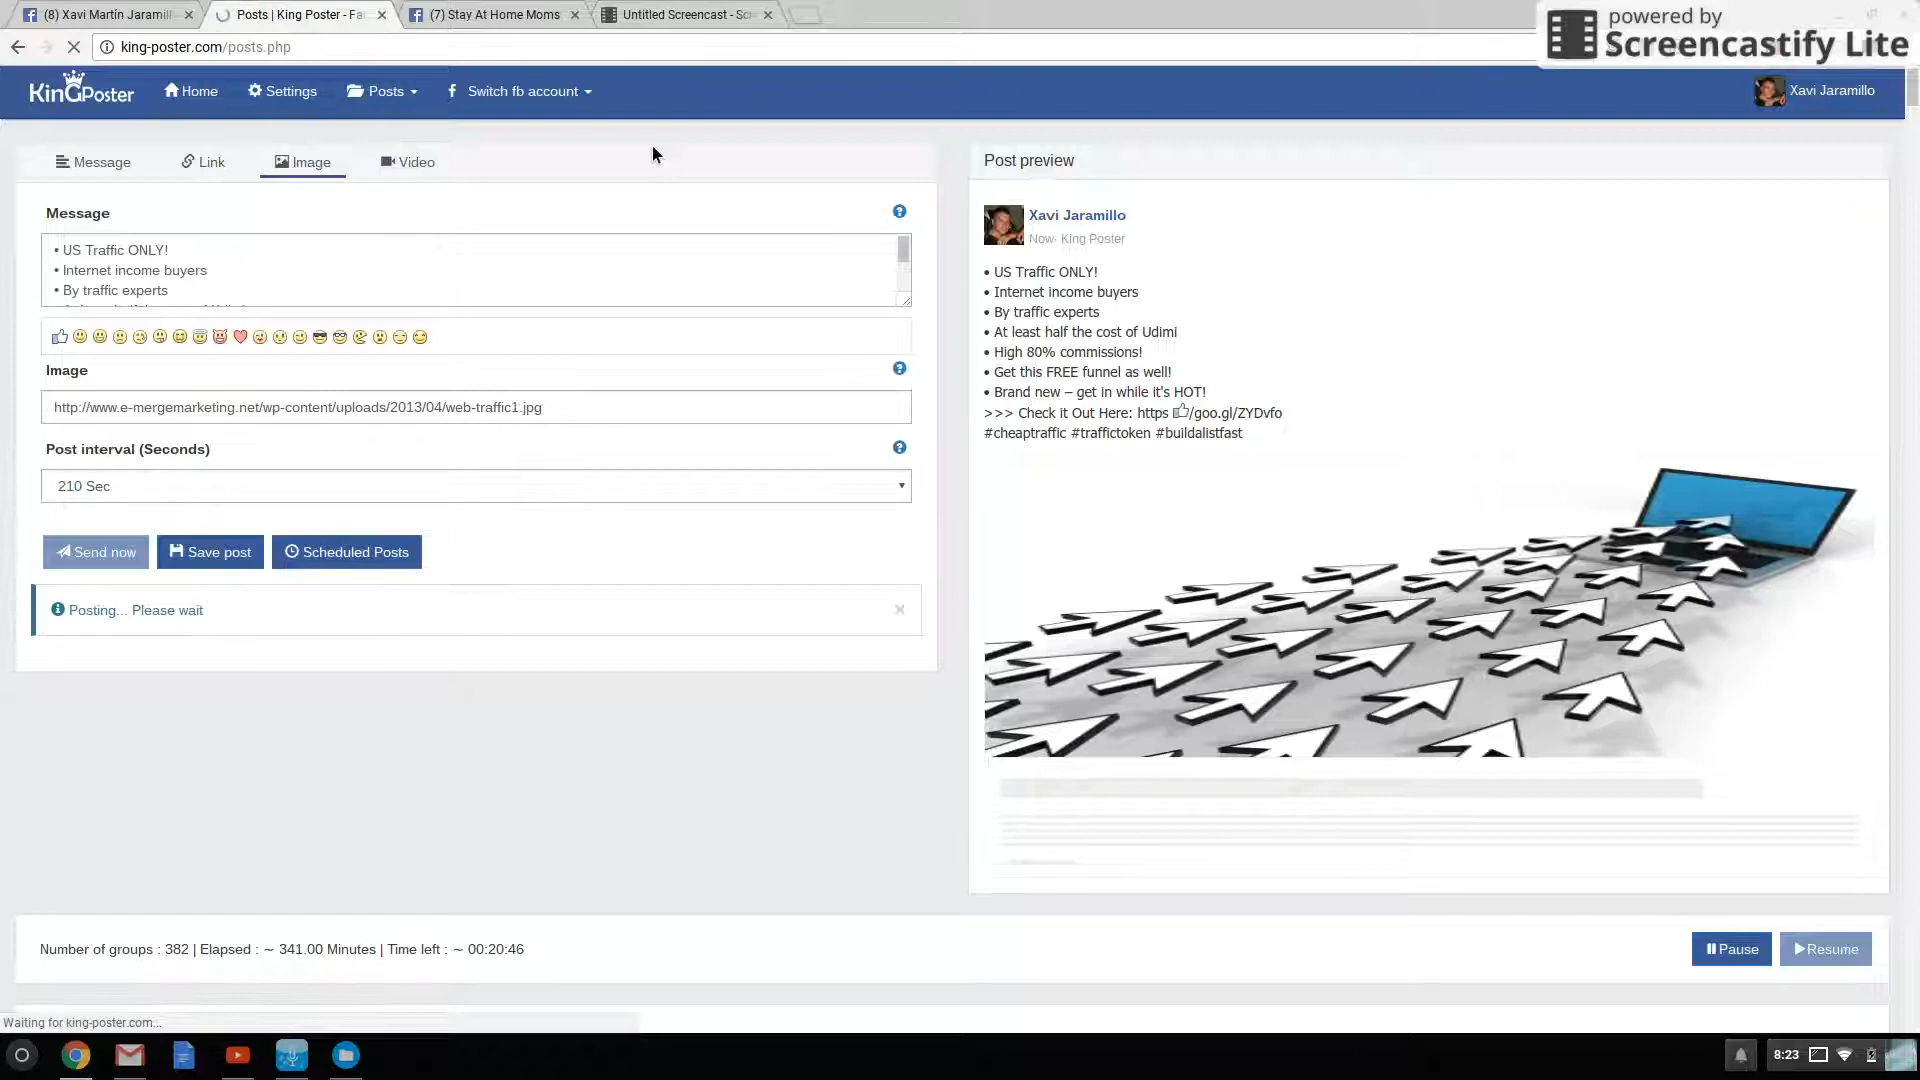 (8) Xavi Martín Jaramill
Posts | King Poster - Fa
(7) Stay At Home Moms
Untitled Screencast - Sc
powered by
Screencastify Lite
king-poster.com/posts.php
KinGPoster
Home
Settings
Posts
Switch fb account
Xavi Jaramillo
Message
Link
Image
Video
Message
• US Traffic ONLY!
• Internet income buyers
• By traffic experts
Image
http://www.e-mergemarketing.net/wp-content/uploads/2013/04/web-traffic1.jpg
Post interval (Seconds)
210 Sec
Send now
Save post
Scheduled Posts
Posting... Please wait
Post preview
Xavi Jaramillo
Now· King Poster
• US Traffic ONLY!
• Internet income buyers
• By traffic experts
• At least half the cost of Udimi
• High 80% commissions!
• Get this FREE funnel as well!
• Brand new – get in while it's HOT!
>>> Check it Out Here: https /goo.gl/ZYDvfo
#cheaptraffic #traffictoken #buildalistfast
Number of groups : 382 | Elapsed : ~ 341.00 Minutes | Time left : ~ 00:20:46
Pause
Resume
Waiting for king-poster.com...
8:23